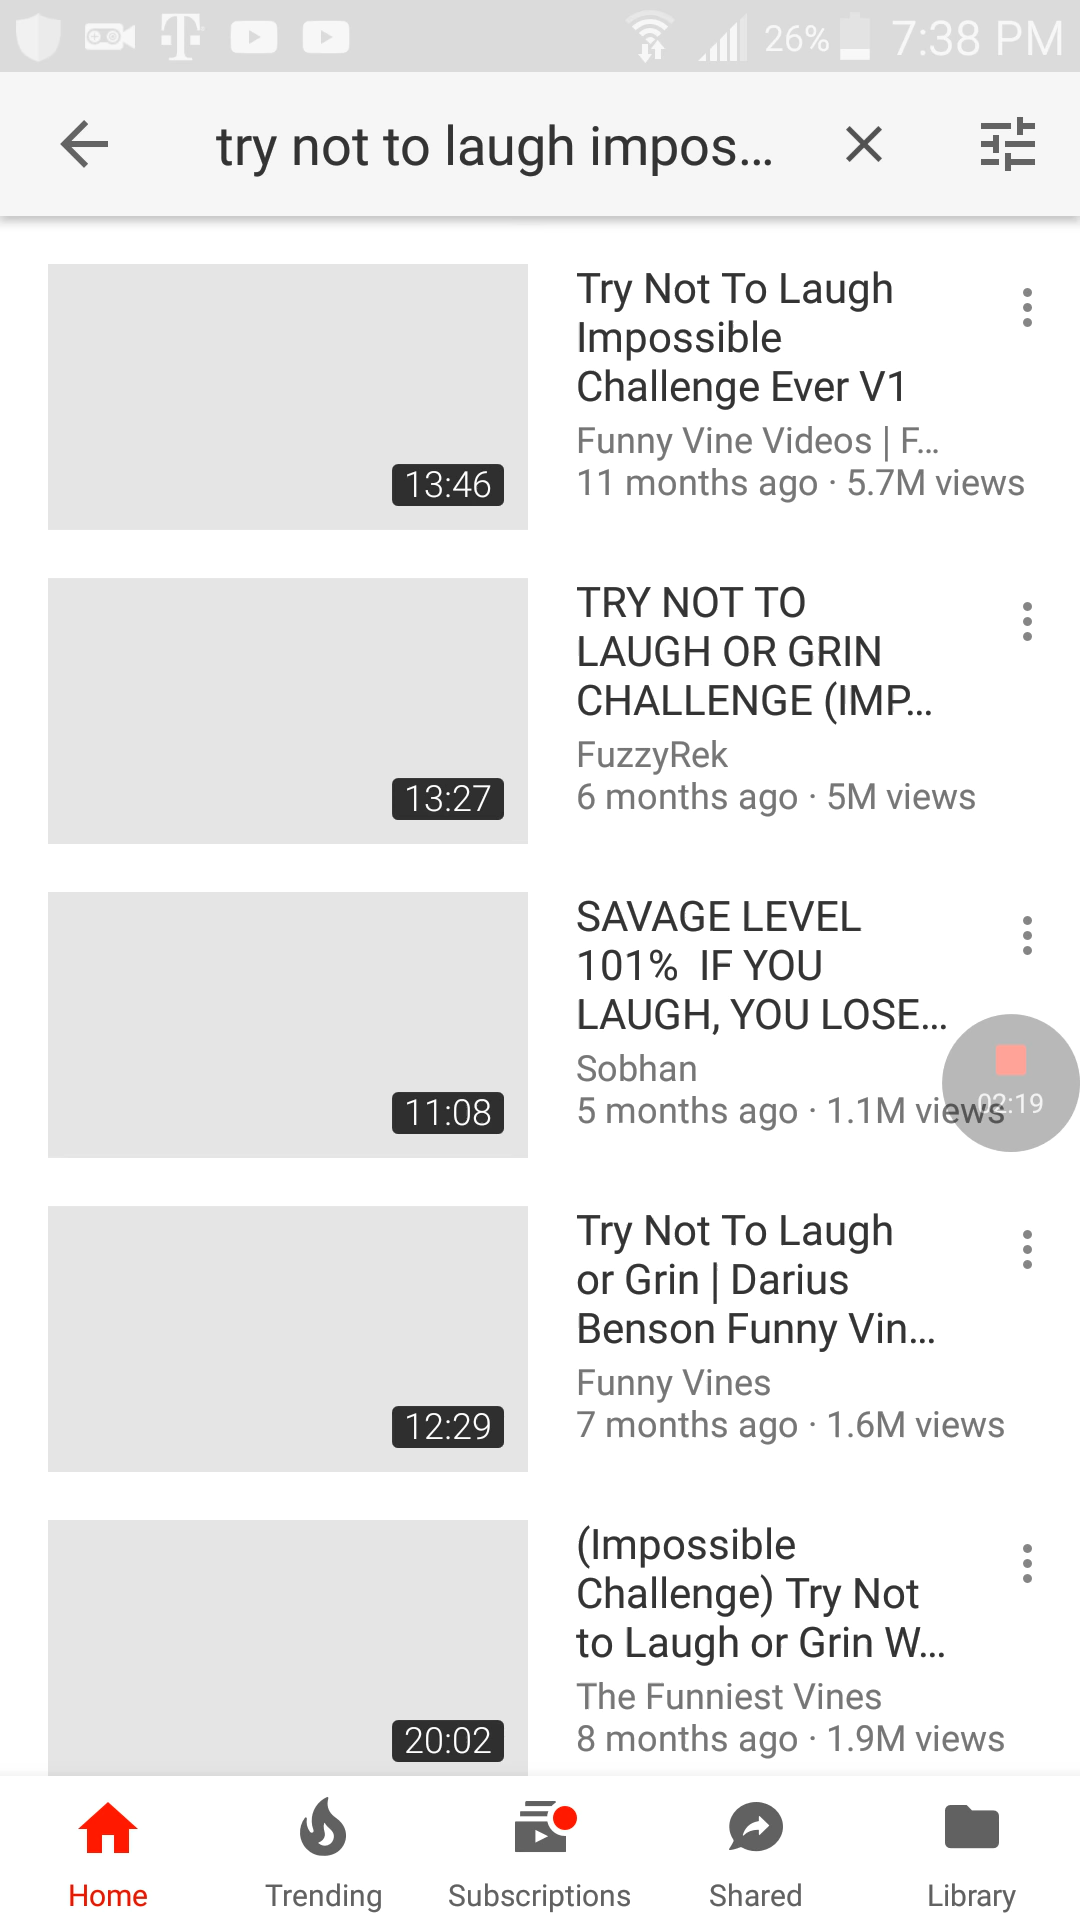 26% 7:38 PM
try not to laugh impos...
Try Not To Laugh
Impossible
Challenge Ever V1
Funny Vine Videos | F...
11 months ago · 5.7M views
13:46
TRY NOT TO
LAUGH OR GRIN
CHALLENGE (IMP...
FuzzyRek
6 months ago · 5M views
13:27
SAVAGE LEVEL
101%  IF YOU
LAUGH, YOU LOSE...
Sobhan
5 months ago · 1.1M views
02:19
11:08
Try Not To Laugh
or Grin | Darius
Benson Funny Vin...
Funny Vines
7 months ago · 1.6M views
12:29
(Impossible
Challenge) Try Not
to Laugh or Grin W...
The Funniest Vines
8 months ago · 1.9M views
20:02
Home Trending Subscriptions Shared Library